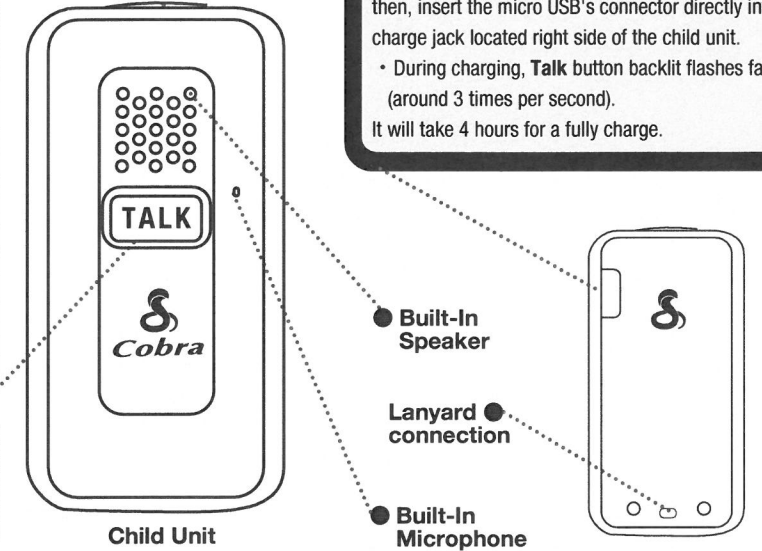 then, insert the micro USB's connector directly in
charge jack located right side of the child unit.
• During charging, Talk button backlit flashes fa
(around 3 times per second).
It will take 4 hours for a fully charge.
TALK
Cobra
Built-In
Speaker
Lanyard
connection
Built-In
Microphone
Child Unit